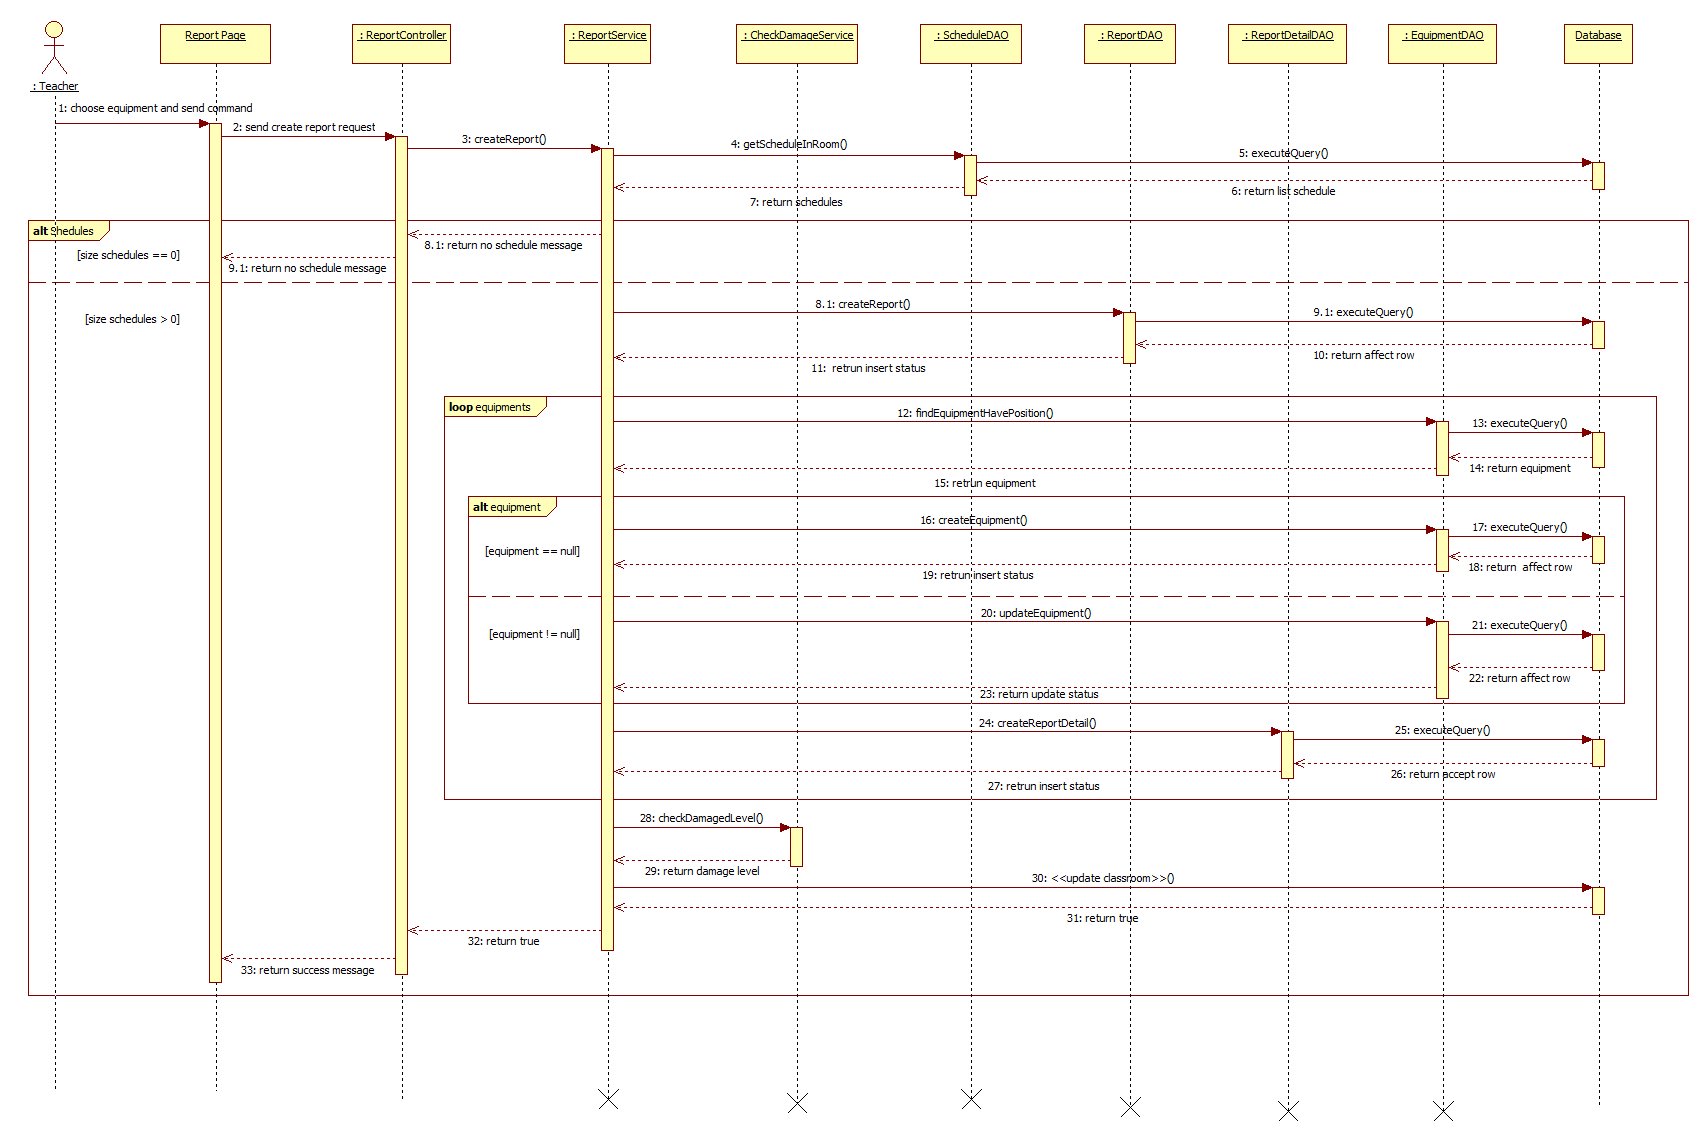 Report Page
: ReportController
: ReportService
: CheckDamageService
: ScheduleDAO
: ReportDAO
: ReportDetailDAO
: EquipmentDAO
Database
: Teacher
1: choose equipment and send command
2: send create report request
3: createReport()
4: getScheduleInRoom()
5: executeQuery()
6: return list schedule
7: return schedules
alt Shedules
8.1: return no schedule message
[size schedules == 0]
9.1: return no schedule message
8.1: createReport()
[size schedules > 0]
9.1: executeQuery()
10: return affect row
11:  retrun insert status
loop equipments
12: findEquipmentHavePosition()
13: executeQuery()
14: return equipment
15: retrun equipment
alt equipment
16: createEquipment()
17: executeQuery()
[equipment == null]
18: return  affect row
19: retrun insert status
20: updateEquipment()
21: executeQuery()
[equipment != null]
22: return affect row
23: return update status
24: createReportDetail()
25: executeQuery()
26: return accept row
27: retrun insert status
28: checkDamagedLevel()
29: return damage level
30: <<update classroom>>()
31: return true
32: return true
33: return success message